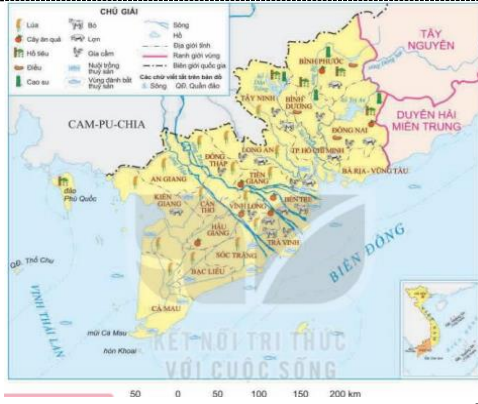 CHÚ GIẢI
Lúa
Bò
Sông
Cây ăn quả
Lợn
Hồ
Hồ tiêu
Gia cầm
Địa giới tỉnh
Điều
Nuôi trồng thuỷ sản
Ranh giới vùng
Biên giới quốc gia
Cao su
Vùng đánh bắt thuỷ sản
Các chữ viết tắt trên bản đồ
S. Sông QĐ. Quần đảo
TÂY NGUYÊN
DUYÊN HẢI MIỀN TRUNG
CAM-PU-CHIA
BÌNH PHƯỚC
TÂY NINH
BÌNH DƯƠNG
ĐỒNG NAI
TP. HỒ CHÍ MINH
BÀ RỊA - VŨNG TÀU
LONG AN
ĐỒNG THÁP
TIỀN GIANG
AN GIANG
BẾN TRE
VĨNH LONG
KIÊN GIANG
CẦN THƠ
TRÀ VINH
HẬU GIANG
SÓC TRĂNG
BẠC LIÊU
CÀ MAU
đảo Phú Quốc
QĐ. Thổ Chu
VỊNH THÁI LAN
BIỂN ĐÔNG
mũi Cà Mau
hòn Khoai
KẾT NỐI TRI THỨC
VỚI CUỘC SỐNG
50 0 50 100 150 200 km